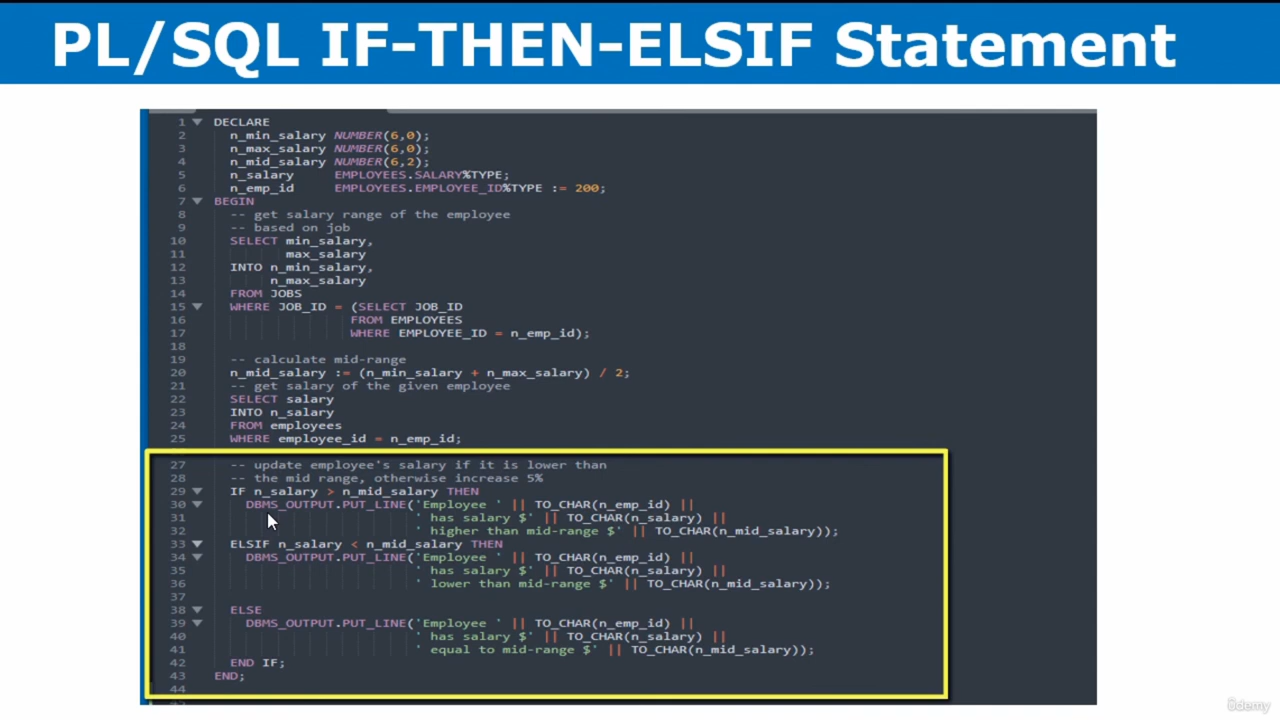 PL/SQL IF-THEN-ELSIF Statement
1 DECLARE
2 n_min_salary NUMBER(6,0);
3 n_max_salary NUMBER(6,0);
4 n_mid_salary NUMBER(6,2);
5 n_salary EMPLOYEES.SALARY%TYPE;
6 n_emp_id EMPLOYEES.EMPLOYEE_ID%TYPE := 200;
7 BEGIN
8 -- get salary range of the employee
9 -- based on job
10 SELECT min_salary,
11 max_salary
12 INTO n_min_salary,
13 n_max_salary
14 FROM JOBS
15 WHERE JOB_ID = (SELECT JOB_ID
16 FROM EMPLOYEES
17 WHERE EMPLOYEE_ID = n_emp_id);
18
19 -- calculate mid-range
20 n_mid_salary := (n_min_salary + n_max_salary) / 2;
21 -- get salary of the given employee
22 SELECT salary
23 INTO n_salary
24 FROM employees
25 WHERE employee_id = n_emp_id;
27 -- update employee's salary if it is lower than
28 -- the mid range, otherwise increase 5%
29 IF n_salary > n_mid_salary THEN
30 DBMS_OUTPUT.PUT_LINE('Employee ' || TO_CHAR(n_emp_id) ||
31 ' has salary $' || TO_CHAR(n_salary) ||
32 ' higher than mid-range $' || TO_CHAR(n_mid_salary));
33 ELSIF n_salary < n_mid_salary THEN
34 DBMS_OUTPUT.PUT_LINE('Employee ' || TO_CHAR(n_emp_id) ||
35 ' has salary $' || TO_CHAR(n_salary) ||
36 ' lower than mid-range $' || TO_CHAR(n_mid_salary));
37
38 ELSE
39 DBMS_OUTPUT.PUT_LINE('Employee ' || TO_CHAR(n_emp_id) ||
40 ' has salary $' || TO_CHAR(n_salary) ||
41 ' equal to mid-range $' || TO_CHAR(n_mid_salary));
42 END IF;
43 END;
44
ûdemy